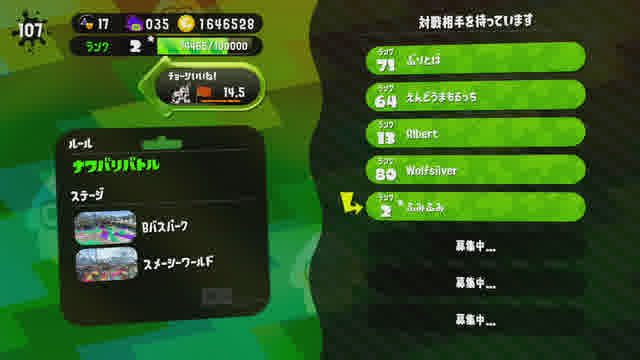 107
17
035
1646528
ランク 2* 4465/100000
チョーシいいね!
14.5
ルール
ナワバリバトル
ステージ
Bバスパーク
スメーシーワールド
対戦相手を待っています
ランク 71 ぷりとば
ランク 64 えんどうまもるっち
ランク 13 Albert
ランク 80 Wolfsilver
ランク 2* ふみふみ
募集中...
募集中...
募集中...